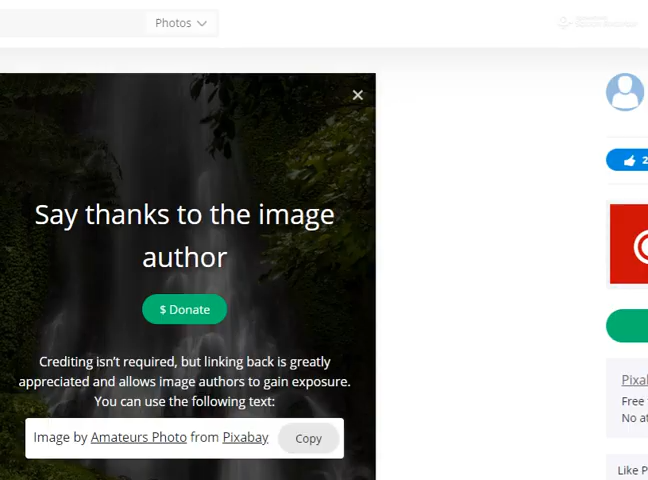 Photos
Say thanks to the image
author
$ Donate
Crediting isn't required, but linking back is greatly
appreciated and allows image authors to gain exposure.
You can use the following text:
Image by Amateurs Photo from Pixabay
Copy
2
Free
No
Like P